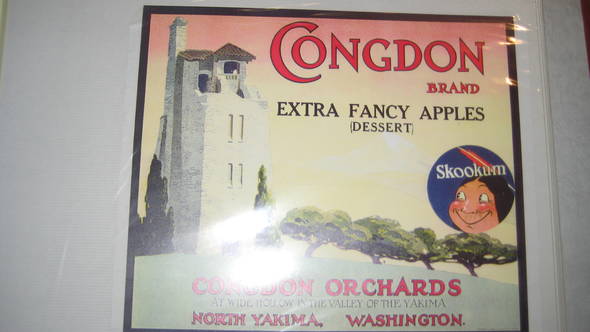 CONGDON
BRAND
EXTRA FANCY APPLES
(DESSERT)
Skookum
CONGDON ORCHARDS
AT WIDE HOLLOW IN THE VALLEY OF THE YAKIMA
NORTH YAKIMA, WASHINGTON.